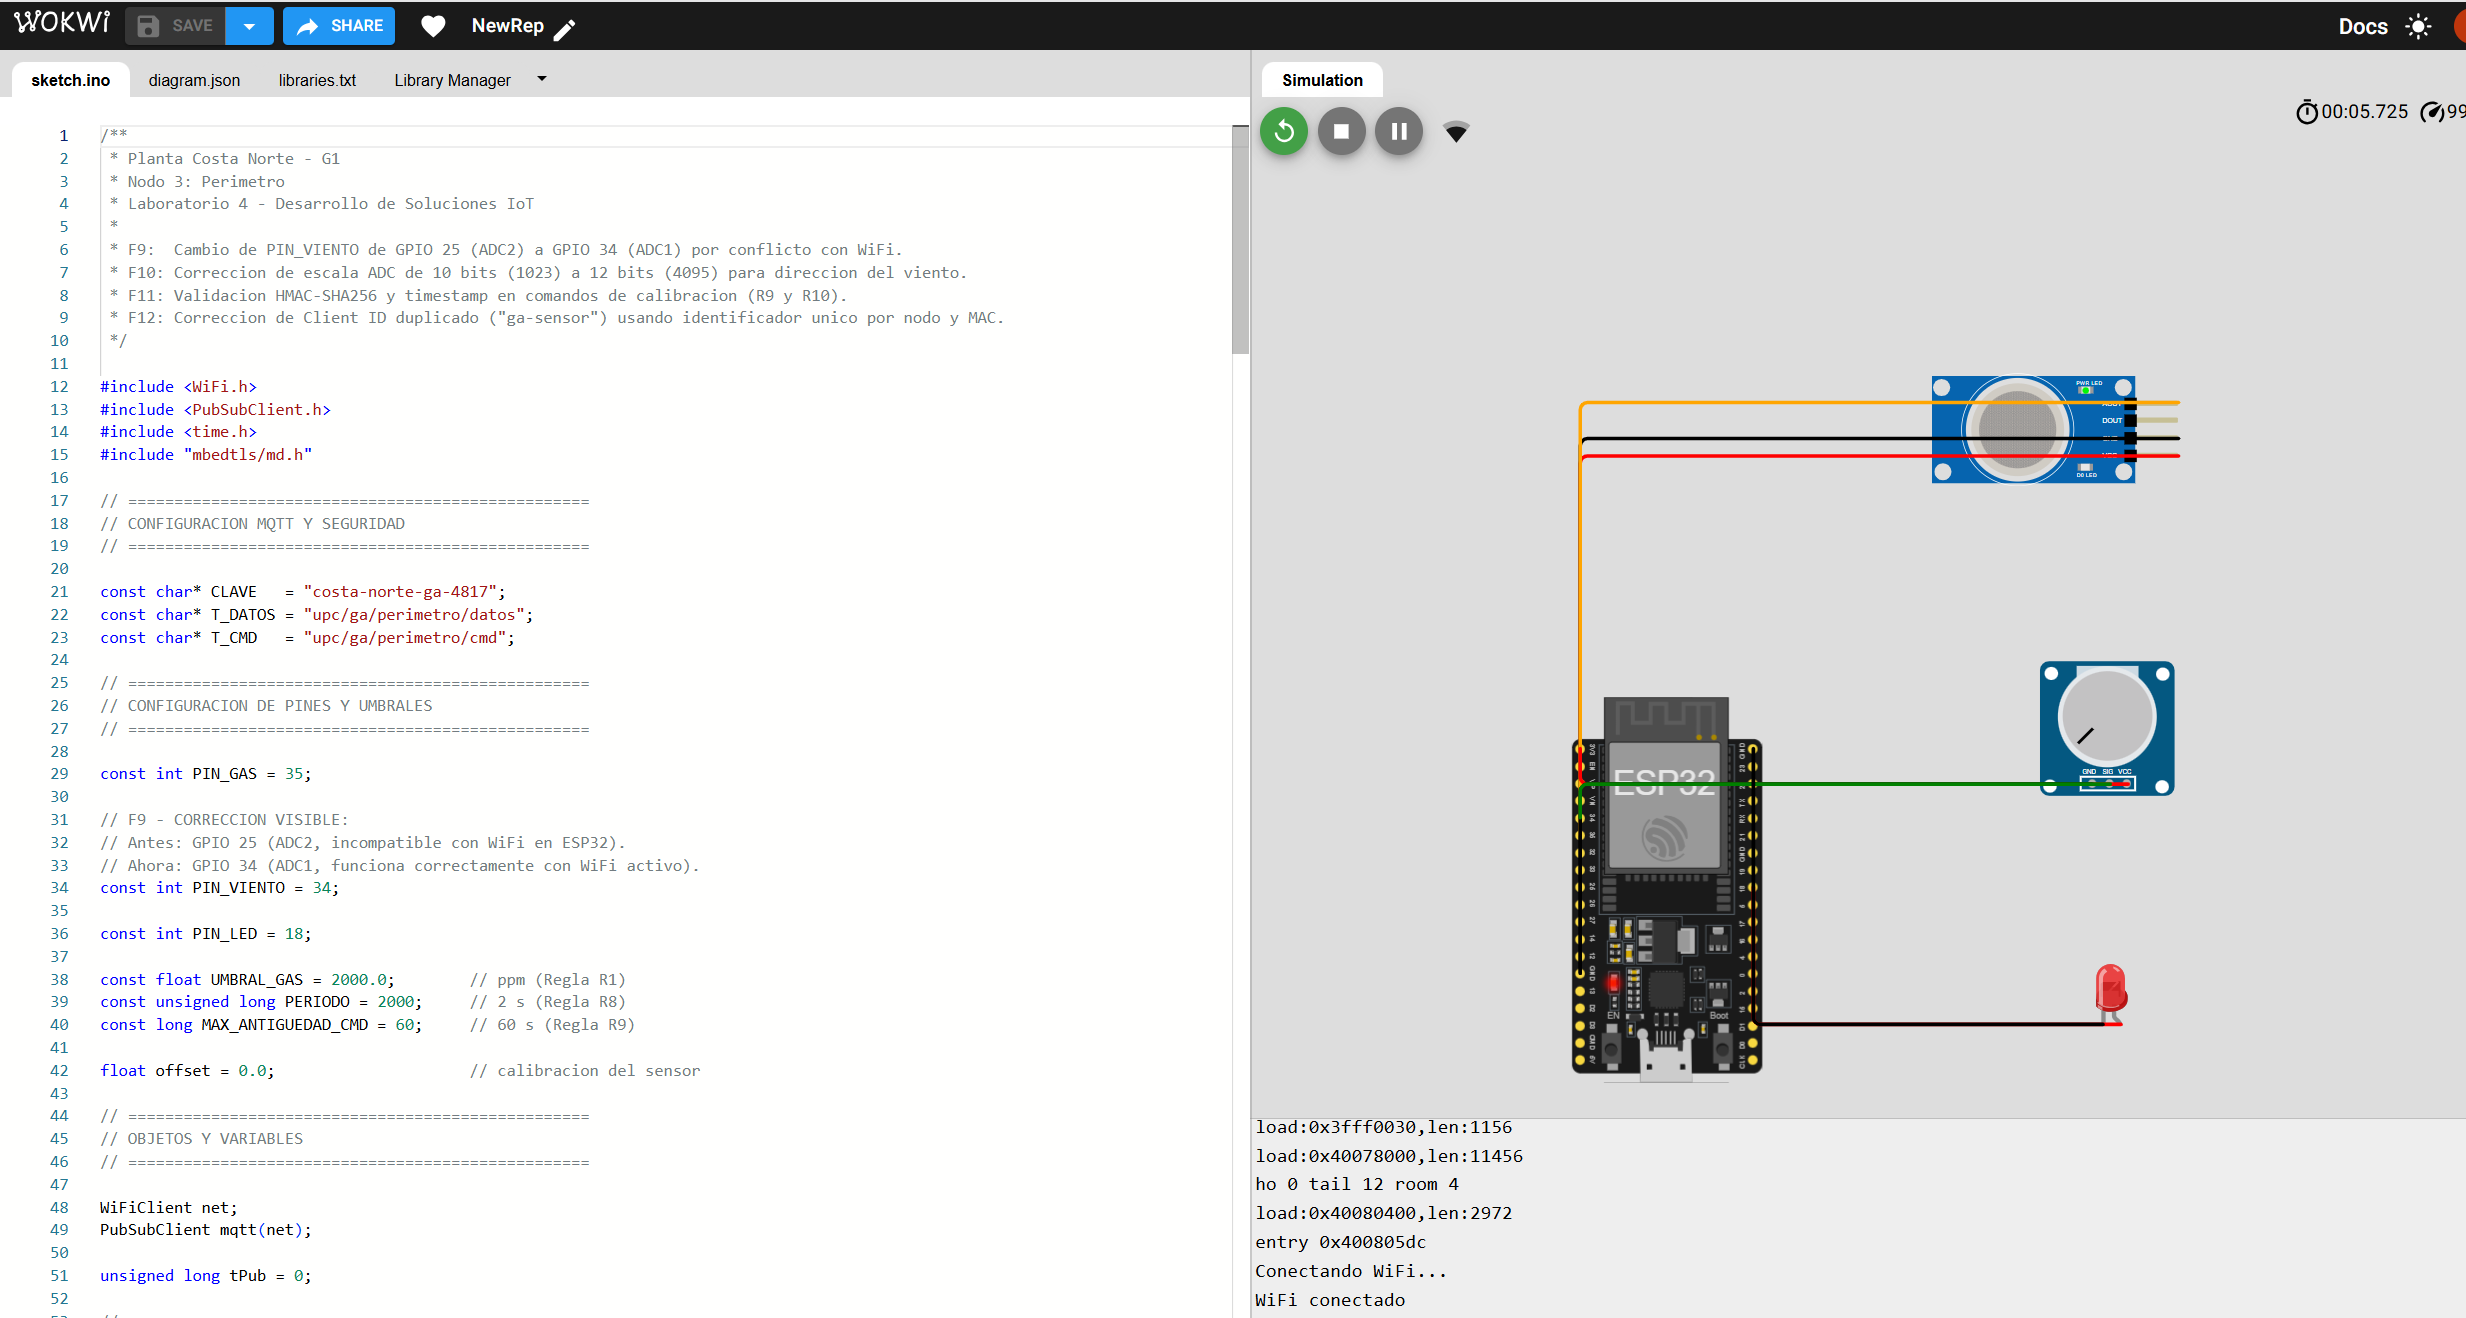 WOKWi
SAVE
SHARE
NewRep
Docs
sketch.ino
diagram.json
libraries.txt
Library Manager
1 /**
2 * Planta Costa Norte - G1
3 * Nodo 3: Perimetro
4 * Laboratorio 4 - Desarrollo de Soluciones IoT
5 *
6 * F9:  Cambio de PIN_VIENTO de GPIO 25 (ADC2) a GPIO 34 (ADC1) por conflicto con WiFi.
7 * F10: Correccion de escala ADC de 10 bits (1023) a 12 bits (4095) para direccion del viento.
8 * F11: Validacion HMAC-SHA256 y timestamp en comandos de calibracion (R9 y R10).
9 * F12: Correccion de Client ID duplicado ("ga-sensor") usando identificador unico por nodo y MAC.
10 */
11
12 #include <WiFi.h>
13 #include <PubSubClient.h>
14 #include <time.h>
15 #include "mbedtls/md.h"
16
17 // ==================================================
18 // CONFIGURACION MQTT Y SEGURIDAD
19 // ==================================================
20
21 const char* CLAVE   = "costa-norte-ga-4817";
22 const char* T_DATOS = "upc/ga/perimetro/datos";
23 const char* T_CMD   = "upc/ga/perimetro/cmd";
24
25 // ==================================================
26 // CONFIGURACION DE PINES Y UMBRALES
27 // ==================================================
28
29 const int PIN_GAS = 35;
30
31 // F9 - CORRECCION VISIBLE:
32 // Antes: GPIO 25 (ADC2, incompatible con WiFi en ESP32).
33 // Ahora: GPIO 34 (ADC1, funciona correctamente con WiFi activo).
34 const int PIN_VIENTO = 34;
35
36 const int PIN_LED = 18;
37
38 const float UMBRAL_GAS = 2000.0;        // ppm (Regla R1)
39 const unsigned long PERIODO = 2000;     // 2 s (Regla R8)
40 const long MAX_ANTIGUEDAD_CMD = 60;     // 60 s (Regla R9)
41
42 float offset = 0.0;                     // calibracion del sensor
43
44 // ==================================================
45 // OBJETOS Y VARIABLES
46 // ==================================================
47
48 WiFiClient net;
49 PubSubClient mqtt(net);
50
51 unsigned long tPub = 0;
52
Simulation
00:05.725
99
PWR LED
DOUT
DO LED
GND SIG VCC
ESP32
EN
Boot
load:0x3fff0030,len:1156
load:0x40078000,len:11456
ho 0 tail 12 room 4
load:0x40080400,len:2972
entry 0x400805dc
Conectando WiFi...
WiFi conectado